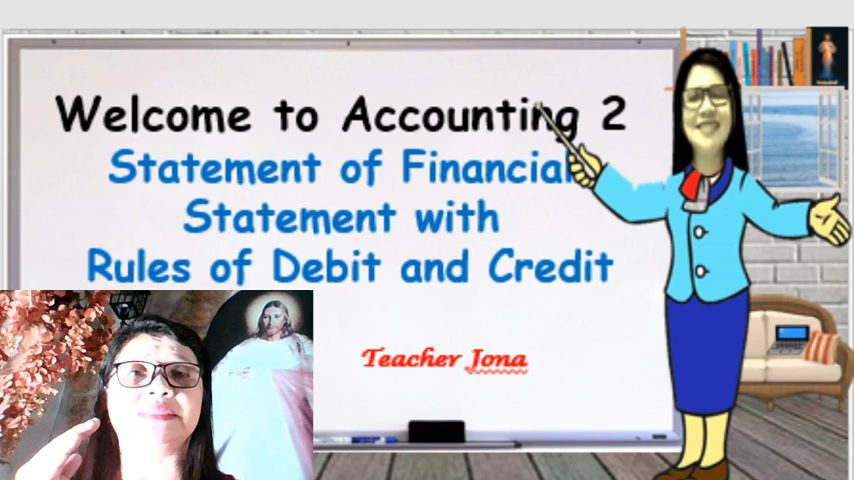 Welcome to Accounting 2
Statement of Financial
Statement with
Rules of Debit and Credit
Teacher Jona